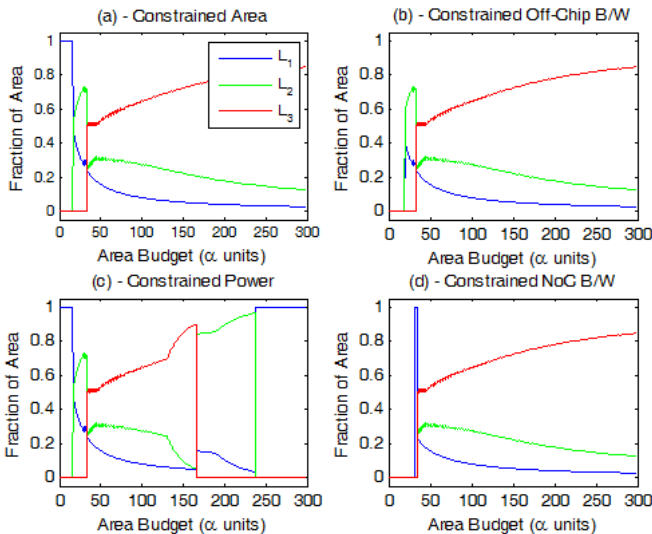 (a) - Constrained Area
(b) - Constrained Off-Chip B/W
Fraction of Area
1
0.8
0.6
0.4
0.2
0
L1
L2
L3
0 50 100 150 200 250 300
Area Budget (α units)
Fraction of Area
1
0.8
0.6
0.4
0.2
0
0 50 100 150 200 250 300
Area Budget (α units)
(c) - Constrained Power
(d) - Constrained NoC B/W
Fraction of Area
1
0.8
0.6
0.4
0.2
0
0 50 100 150 200 250 300
Area Budget (α units)
Fraction of Area
1
0.8
0.6
0.4
0.2
0
0 50 100 150 200 250 300
Area Budget (α units)